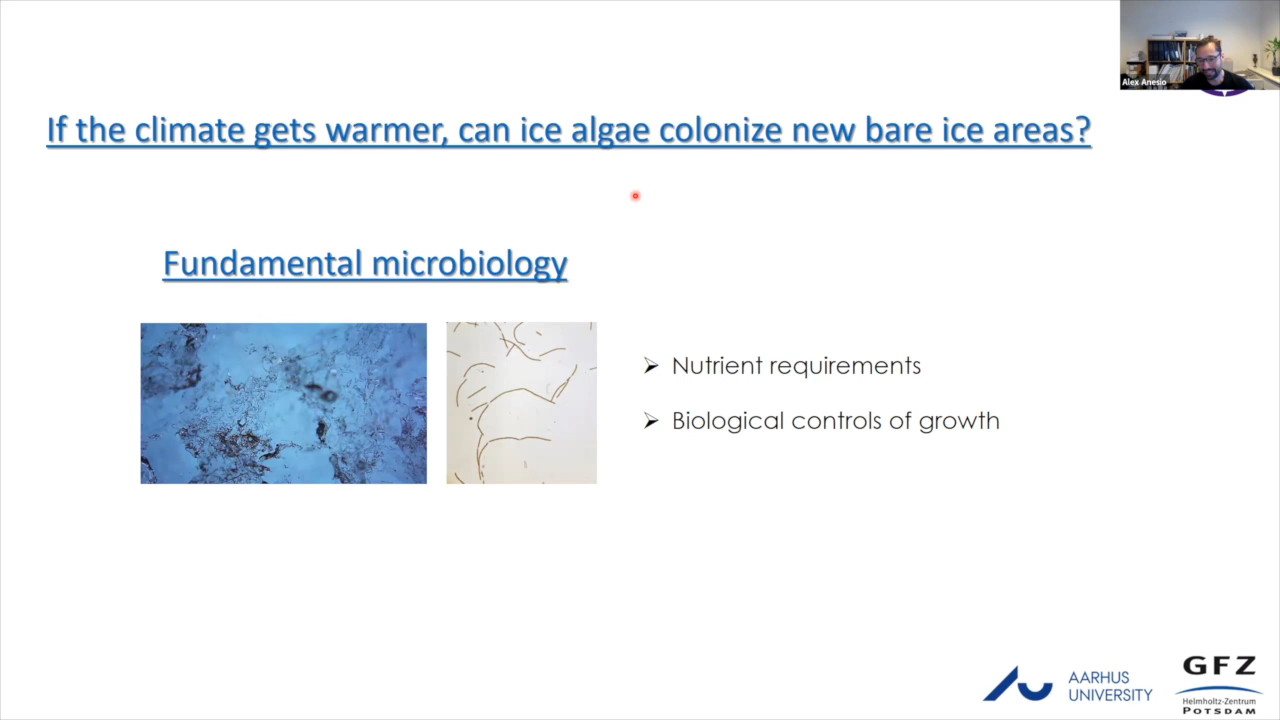 Alex Anesio
If the climate gets warmer, can ice algae colonize new bare ice areas?
Fundamental microbiology
➢ Nutrient requirements
➢ Biological controls of growth
AARHUS
UNIVERSITY
GFZ
Helmholtz-Zentrum
POTSDAM